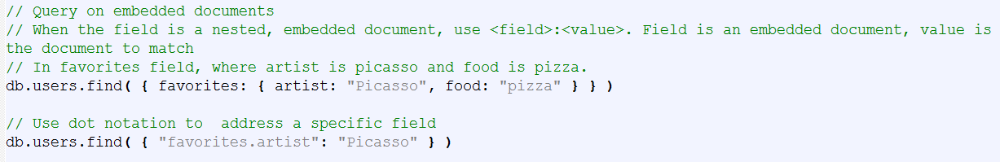 // Query on embedded documents
// When the field is a nested, embedded document, use <field>:<value>. Field is an embedded document, value is
the document to match
// In favorites field, where artist is picasso and food is pizza.
db.users.find( { favorites: { artist: "Picasso", food: "pizza" } } )
// Use dot notation to  address a specific field
db.users.find( { "favorites.artist": "Picasso" } )